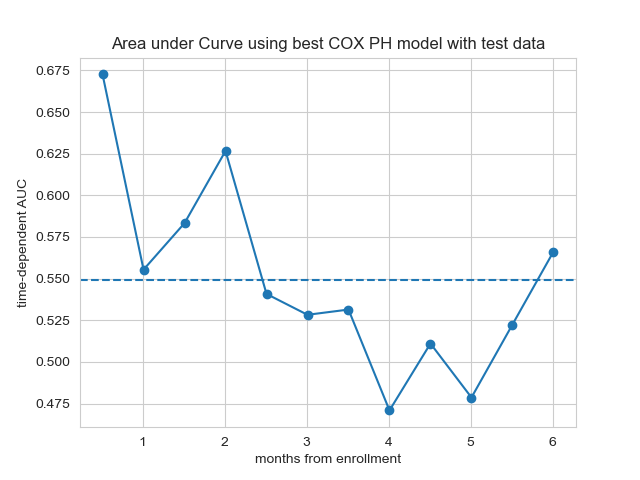 Area under Curve using best COX PH model with test data
time-dependent AUC
0.675
0.650
0.625
0.600
0.575
0.550
0.525
0.500
0.475
1 2 3 4 5 6
months from enrollment